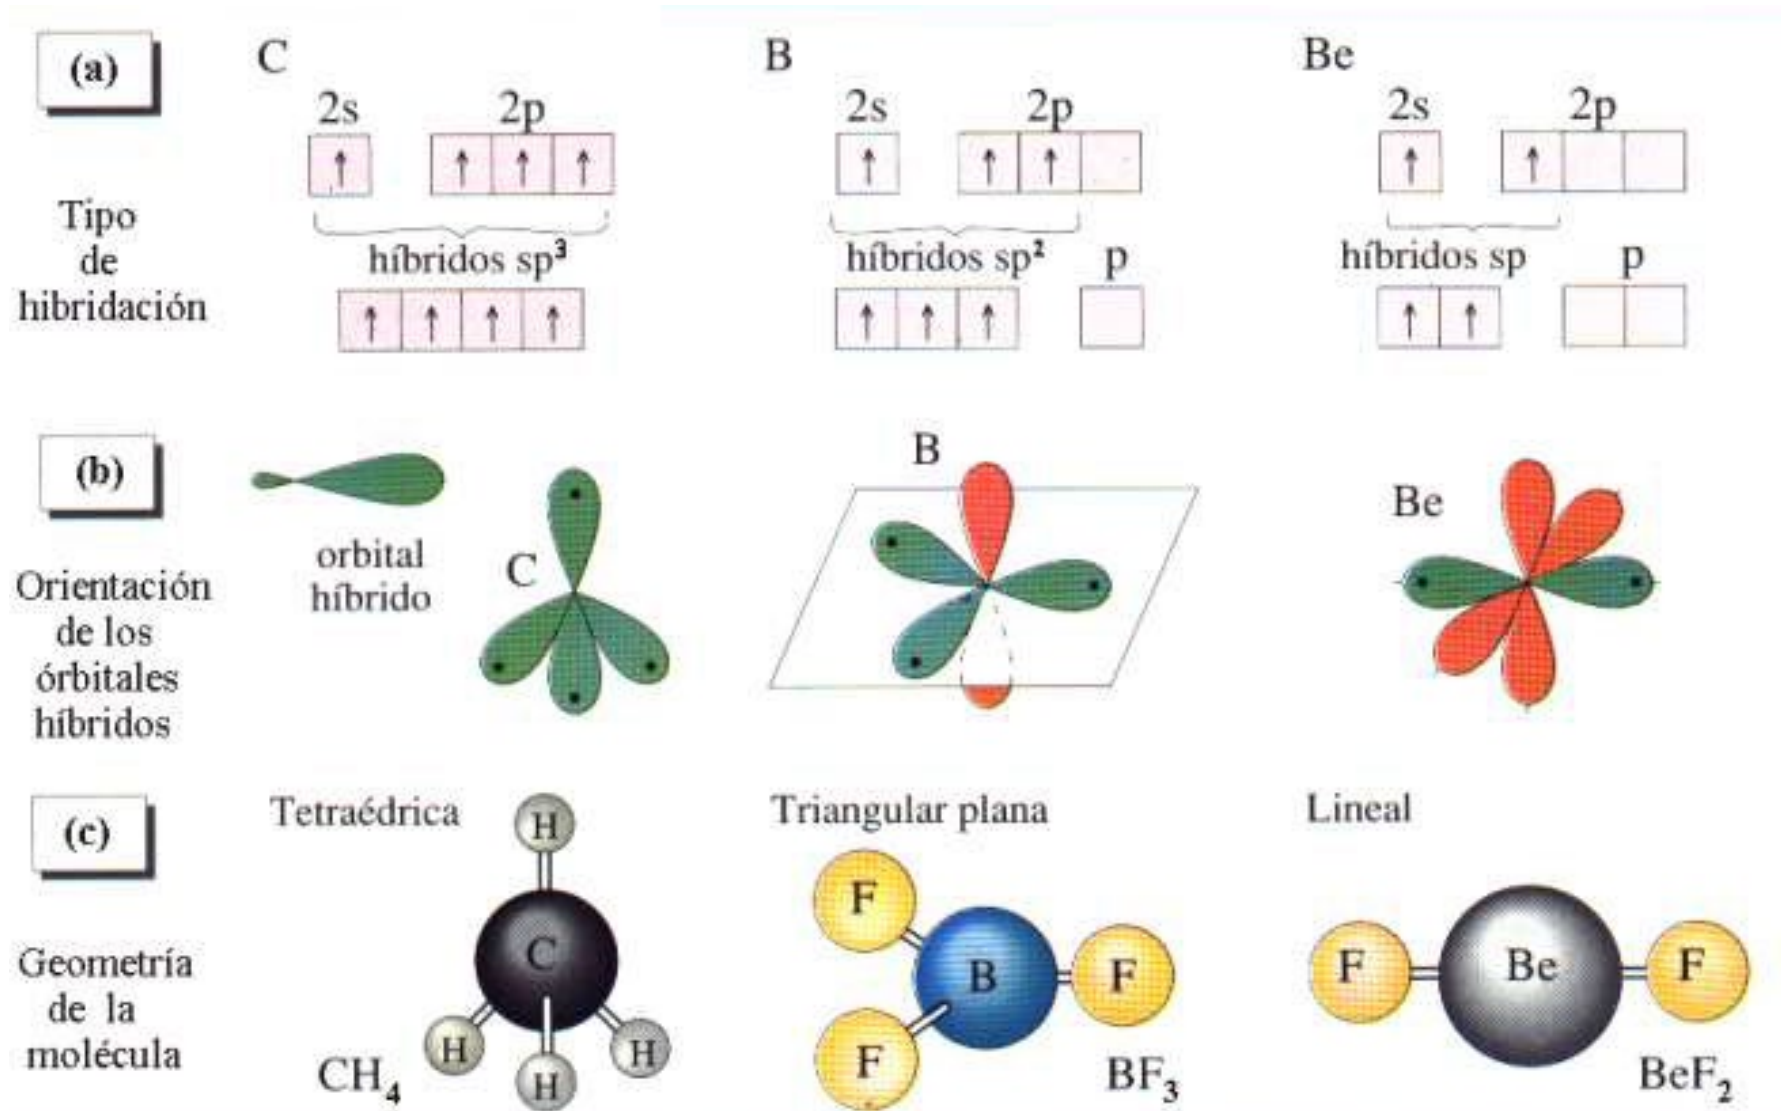 (a)
Tipo
de
hibridación
C
2s 2p
híbridos sp³
B
2s 2p
híbridos sp² p
Be
2s 2p
híbridos sp p
(b)
Orientación
de los
órbitales
híbridos
orbital
híbrido
C
B
Be
(c)
Geometría
de la
molécula
Tetraédrica
H
C
H
H
H
CH₄
Triangular plana
F
B
F
F
BF₃
Lineal
F Be F
BeF₂